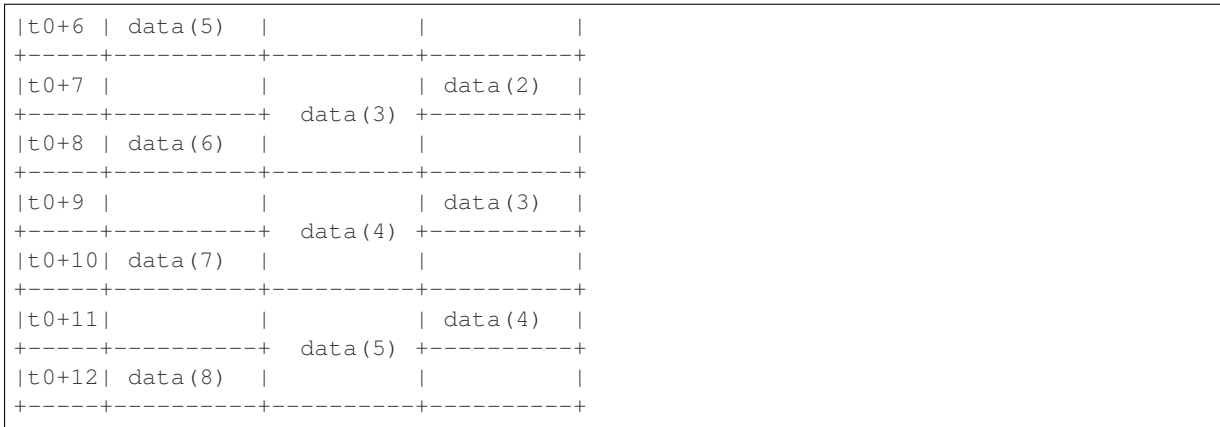 |t0+6 | data(5)  |          |          |
+-----+----------+----------+----------+
|t0+7 |          |          | data(2)  |
+-----+----------+  data(3) +----------+
|t0+8 | data(6)  |          |          |
+-----+----------+----------+----------+
|t0+9 |          |          | data(3)  |
+-----+----------+  data(4) +----------+
|t0+10| data(7)  |          |          |
+-----+----------+----------+----------+
|t0+11|          |          | data(4)  |
+-----+----------+  data(5) +----------+
|t0+12| data(8)  |          |          |
+-----+----------+----------+----------+